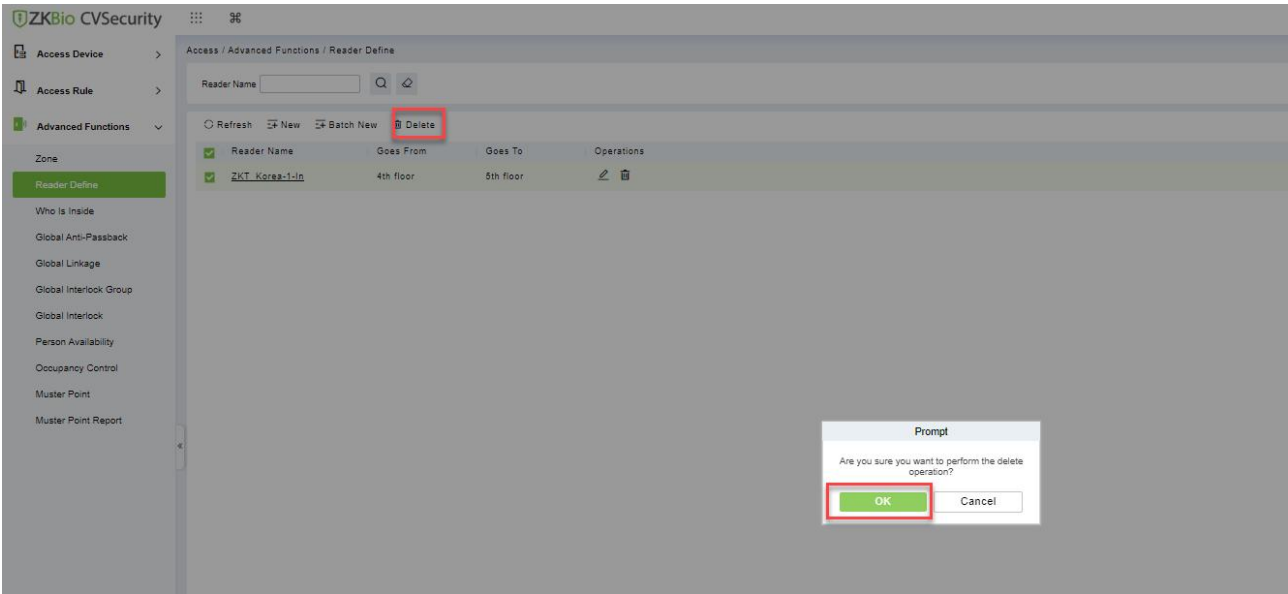 ZKBio CVSecurity
Access Device
Access Rule
Advanced Functions
Zone
Reader Define
Who Is Inside
Global Anti-Passback
Global Linkage
Global Interlock Group
Global Interlock
Person Availability
Occupancy Control
Muster Point
Muster Point Report
Access / Advanced Functions / Reader Define
Reader Name
Refresh New Batch New Delete
Reader Name Goes From Goes To Operations
ZKT_Korea-1-In 4th floor 5th floor
Prompt
Are you sure you want to perform the delete
operation?
OK Cancel